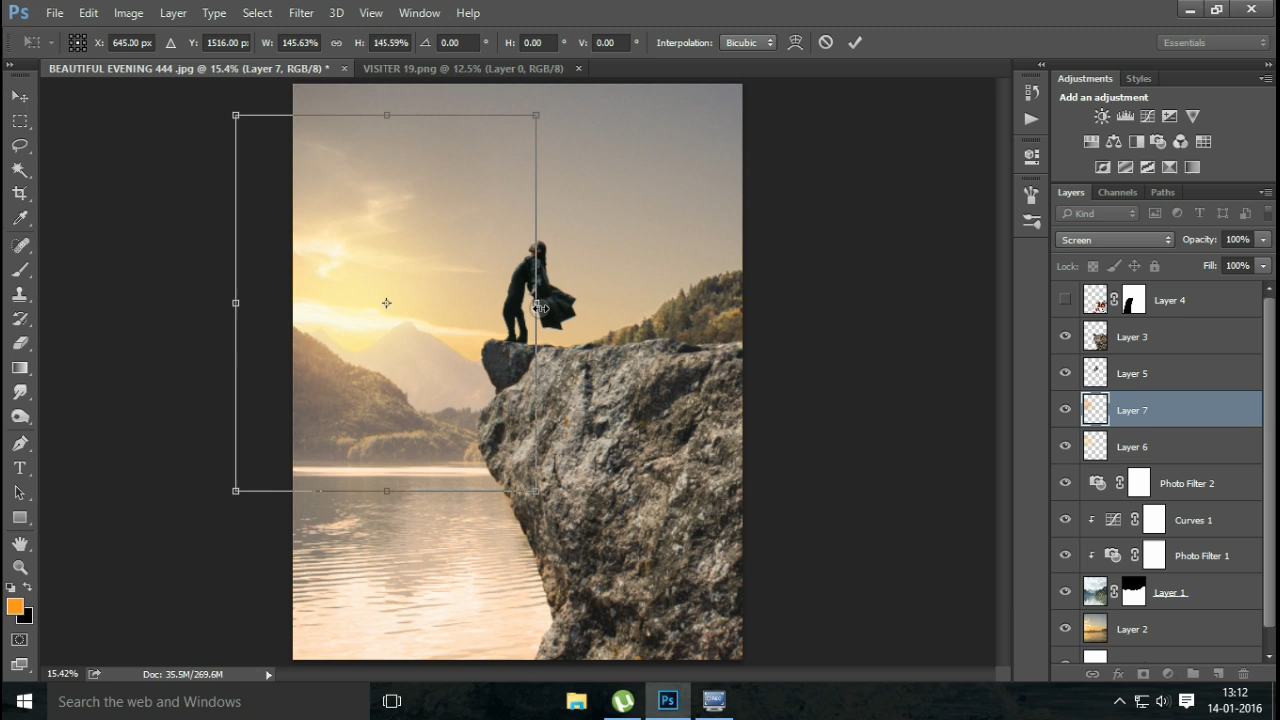 Ps File Edit Image Layer Type Select Filter 3D View Window Help
X: 645.00 px Y: 1516.00 px W: 145.63% H: 145.59% 0.00 ° H: 0.00 ° V: 0.00 ° Interpolation: Bicubic Essentials
BEAUTIFUL EVENING 444 .jpg @ 15.4% (Layer 7, RGB/8) * × VISITER 19.png @ 12.5% (Layer 0, RGB/8) ×
Adjustments Styles
Add an adjustment
Layers Channels Paths
Kind
Screen Opacity: 100%
Lock: Fill: 100%
Layer 4
Layer 3
Layer 5
Layer 7
Layer 6
Photo Filter 2
Curves 1
Photo Filter 1
Layer 1
Layer 2
15.42% Doc: 35.5M/269.6M
fx
Search the web and Windows
Ps
13:12
14-01-2016